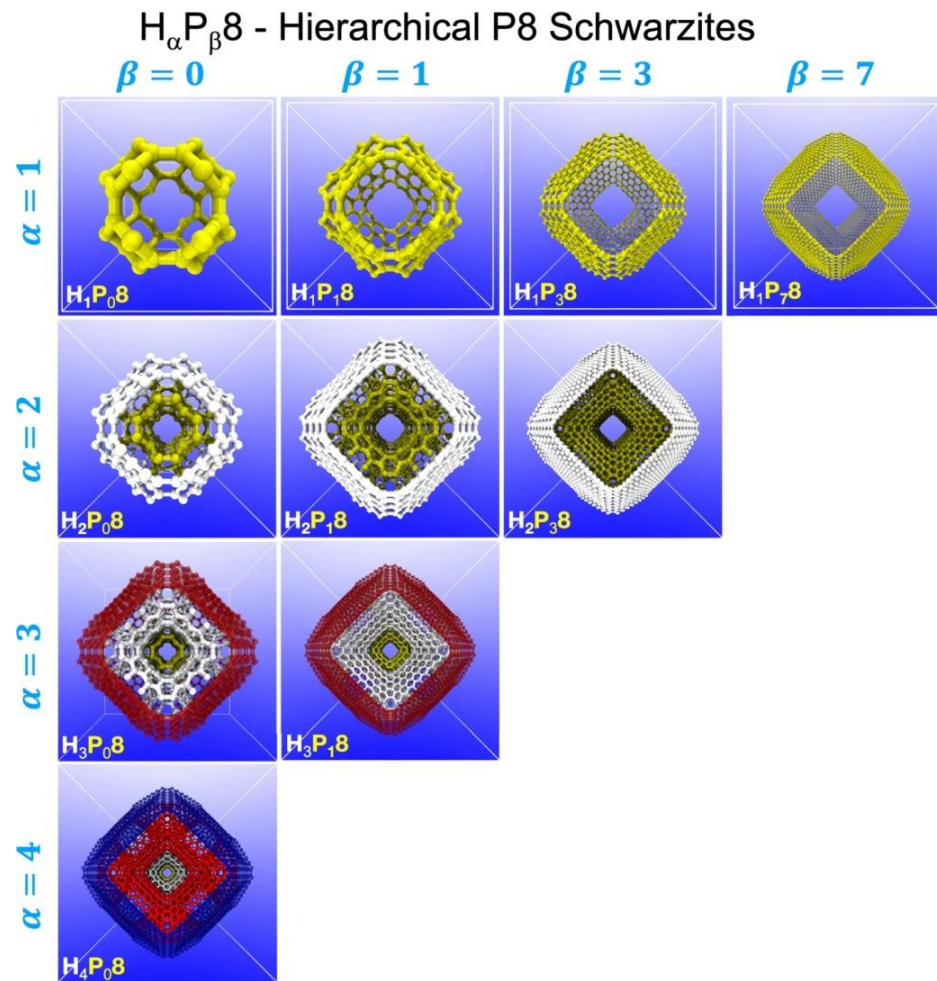 HαPβ8 - Hierarchical P8 Schwarzites
β = 0 β = 1 β = 3 β = 7
α = 1
H₁P₀8 H₁P₁8 H₁P₃8 H₁P₇8
α = 2
H₂P₀8 H₂P₁8 H₂P₃8
α = 3
H₃P₀8 H₃P₁8
α = 4
H₄P₀8